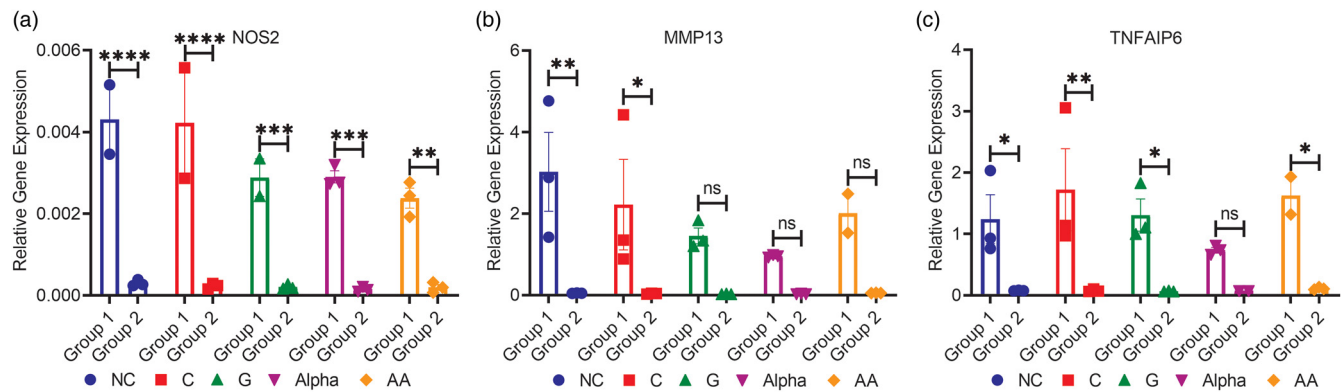 (a)
NOS2
Relative Gene Expression
0.006
0.004
0.002
0.000
**** **** *** *** **
Group 1 Group 2 Group 1 Group 2 Group 1 Group 2 Group 1 Group 2 Group 1 Group 2
NC C G Alpha AA
(b)
MMP13
Relative Gene Expression
6
4
2
0
** * ns ns ns
Group 1 Group 2 Group 1 Group 2 Group 1 Group 2 Group 1 Group 2 Group 1 Group 2
NC C G Alpha AA
(c)
TNFAIP6
Relative Gene Expression
4
3
2
1
0
* ** * ns *
Group 1 Group 2 Group 1 Group 2 Group 1 Group 2 Group 1 Group 2 Group 1 Group 2
NC C G Alpha AA